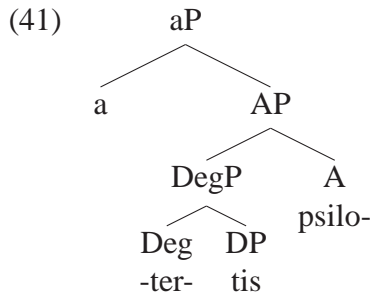 (41) aP
a AP
DegP A
psilo-
Deg DP
-ter- tis